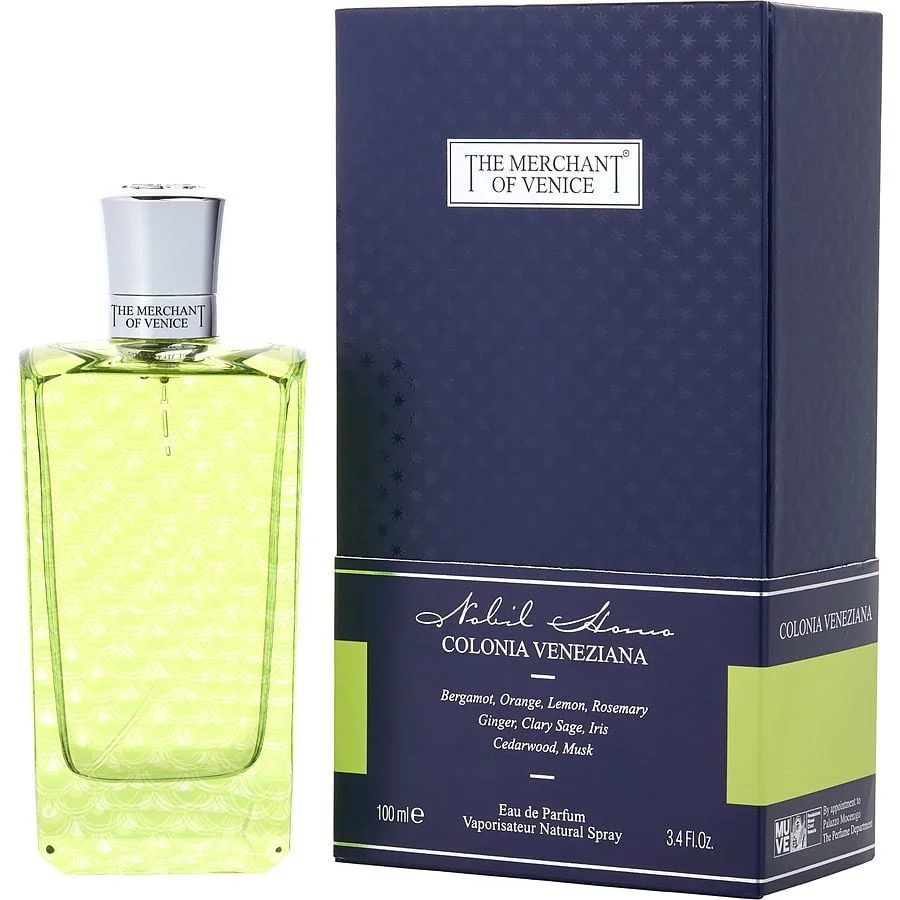 THE MERCHANT
OF VENICE
THE MERCHANT®
OF VENICE
Nobil Homo
COLONIA VENEZIANA
Bergamot, Orange, Lemon, Rosemary
Ginger, Clary Sage, Iris
Cedarwood, Musk
100 ml℮
Eau de Parfum
Vaporisateur Natural Spray
3.4 Fl.Oz.
COLONIA VENEZIANA
MU
VE
By appointment to
Palazzo Mocenigo
The Perfume Department